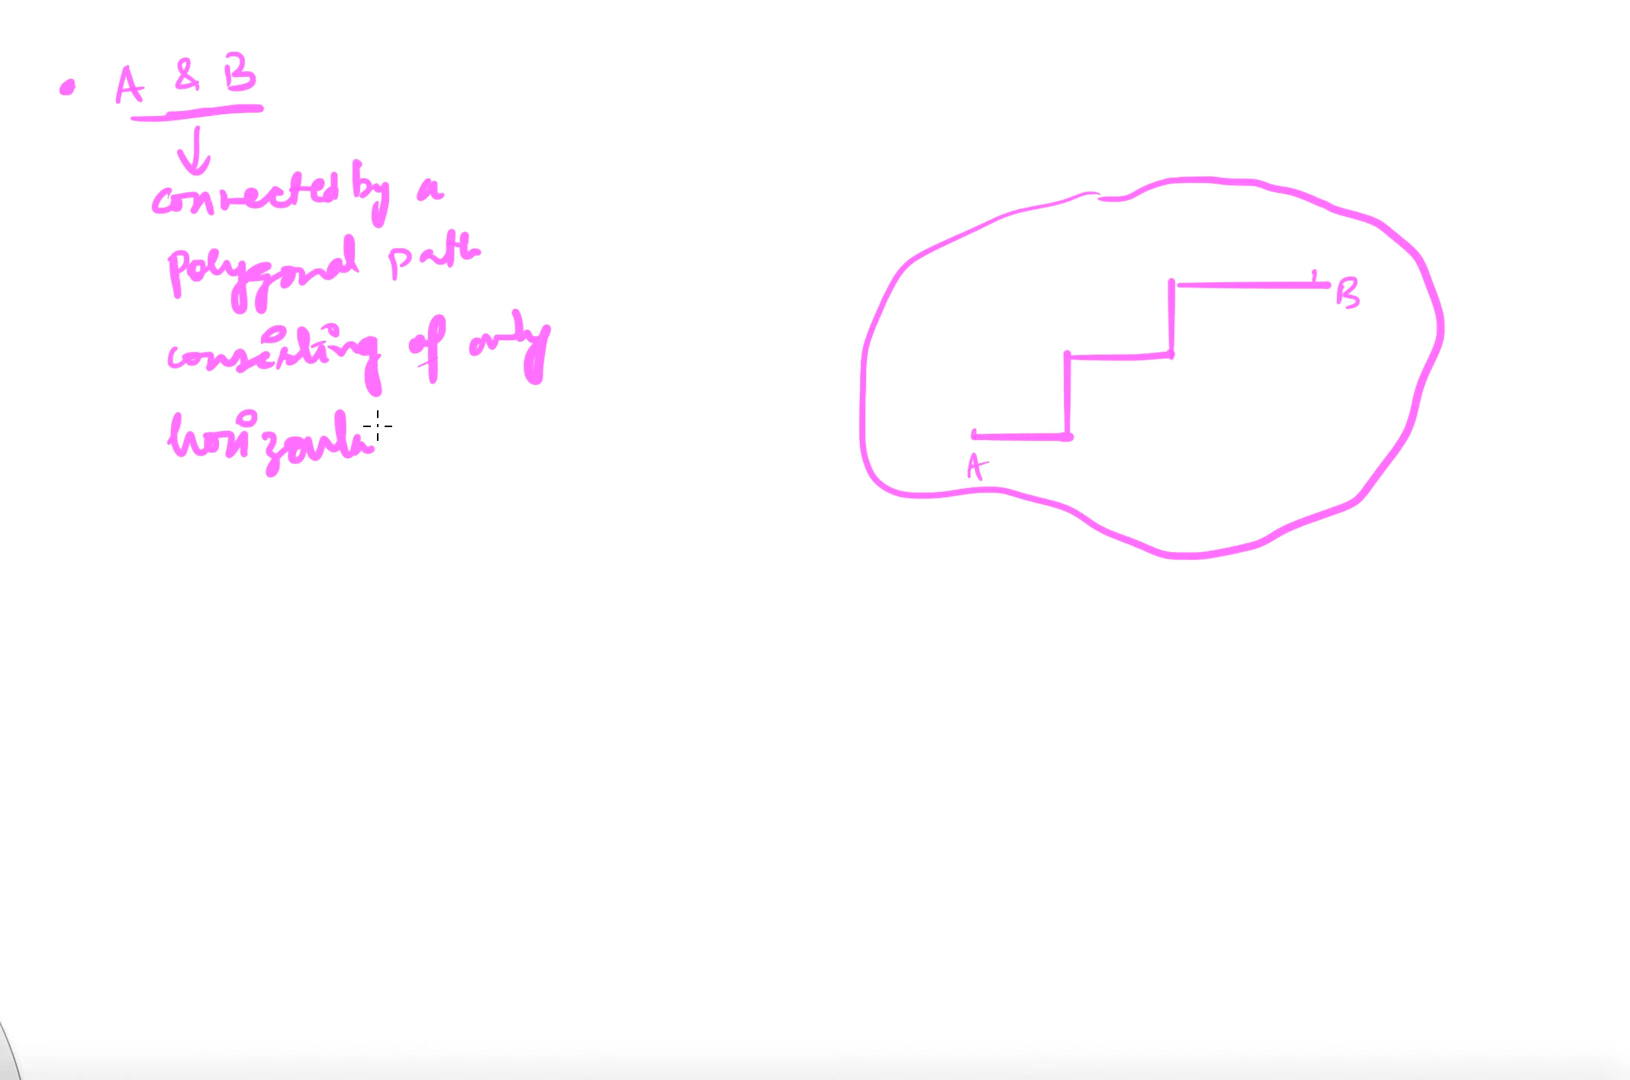 • A & B
↓
connected by a
polygonal path
consisting of only
horizonta
B
A